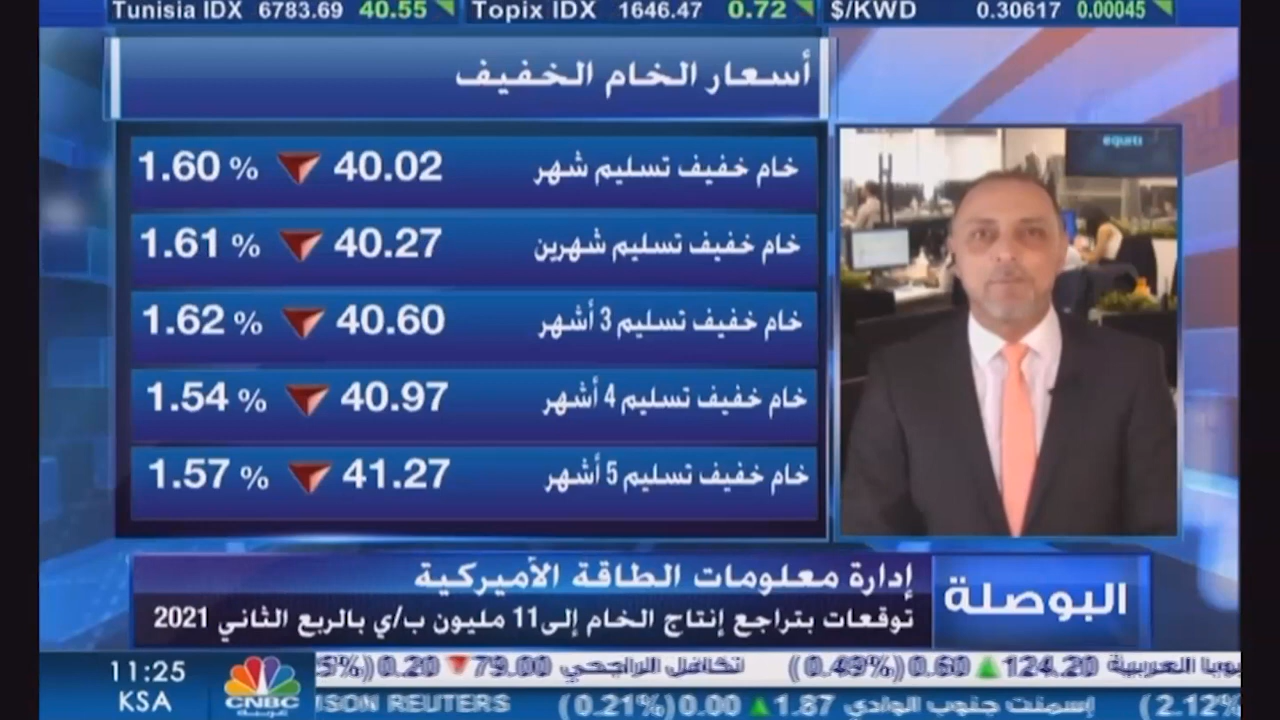 Tunisia IDX 6783.69 40.55 Topix IDX 1646.47 0.72 $/KWD 0.30617 0.00045
أسعار الخام الخفيف
خام خفيف تسليم شهر 40.02 1.60 %
خام خفيف تسليم شهرين 40.27 1.61 %
خام خفيف تسليم 3 أشهر 40.60 1.62 %
خام خفيف تسليم 4 أشهر 40.97 1.54 %
خام خفيف تسليم 5 أشهر 41.27 1.57 %
equiti
البوصلة
إدارة معلومات الطاقة الأميركية
توقعات بتراجع إنتاج الخام إلى11 مليون ب/ي بالربع الثاني 2021
بوبا العربية 124.20 0.60 (0.49%) تكافل الراجحي 79.00 0.20
11:25
KSA
CNBC
عربية
(2.12% إسمنت جنوب الوادي 1.87 0.00 (0.21%) REUTERS